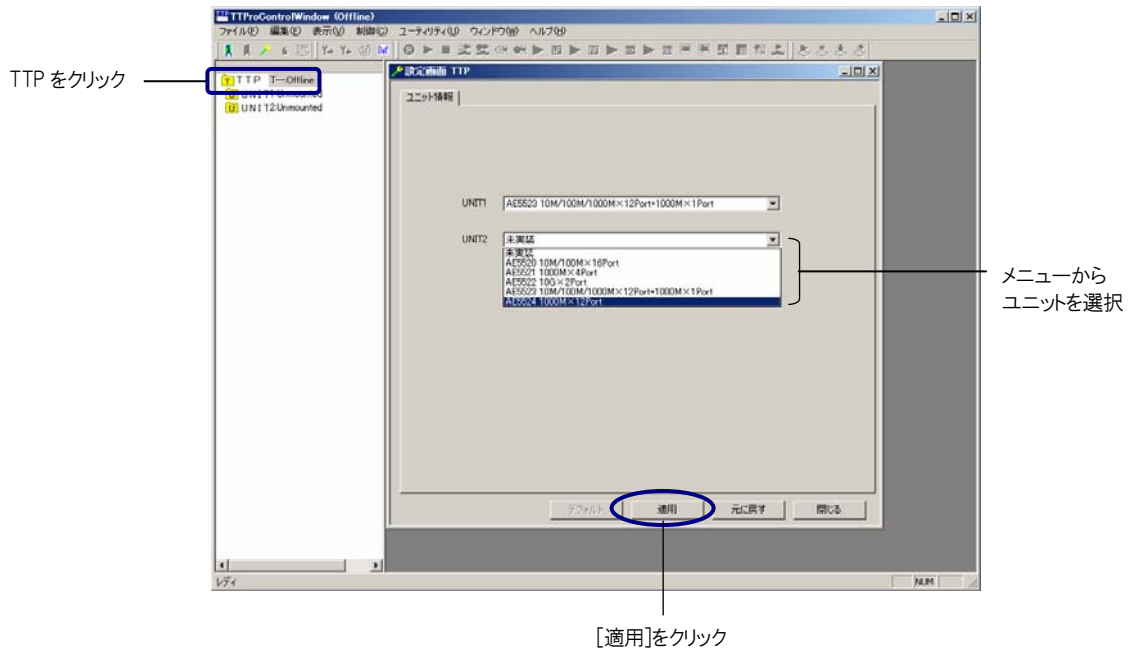 TTProControlWindow (Offline)
ファイル(F) 編集(E) 表示(V) 制御(C) ユーティリティ(U) ウィンドウ(W) ヘルプ(H)
TTP をクリック
TTP T---Offline
UNIT1:Unmounted
UNIT2:Unmounted
設定画面 TTP
ユニット情報
UNIT1 AE5523 10M/100M/1000M×12Port+1000M×1Port
UNIT2 未実装
未実装
AE5520 10M/100M×16Port
AE5521 1000M×4Port
AE5522 10G×2Port
AE5523 10M/100M/1000M×12Port+1000M×1Port
AE5524 1000M×12Port
メニューから
ユニットを選択
デフォルト 適用 元に戻す 閉じる
レディ NUM
[適用]をクリック